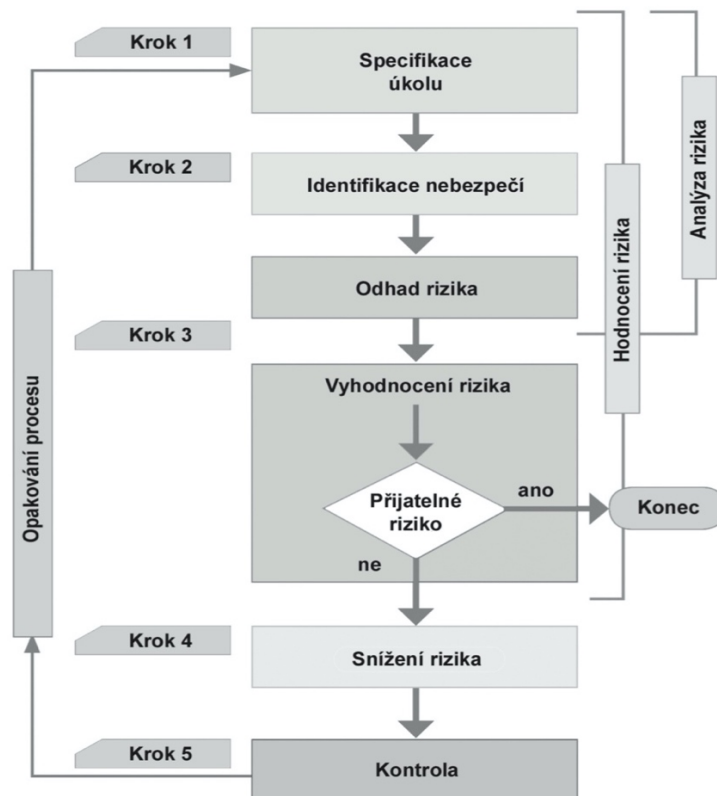 Krok 1
Specifikace
úkolu
Krok 2
Identifikace nebezpečí
Odhad rizika
Krok 3
Vyhodnocení rizika
Přijatelné
riziko
ano
Konec
ne
Krok 4
Snížení rizika
Krok 5
Kontrola
Opakování procesu
Hodnocení rizika
Analýza rizika